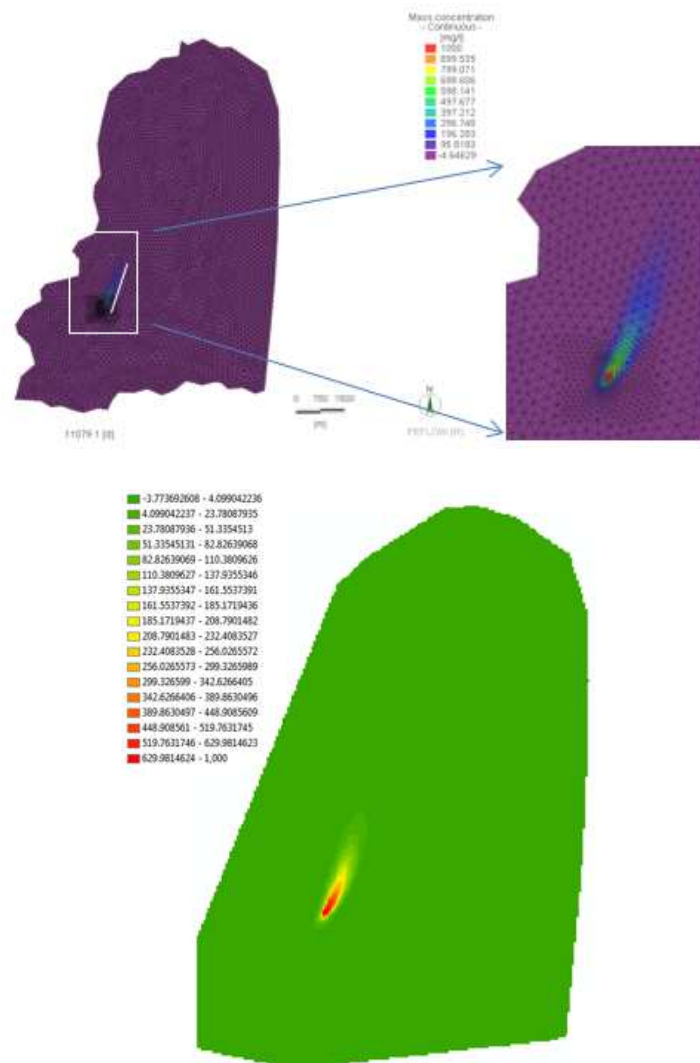 Mass concentration
- Continuous -
[mg/l]
1000
899.535
799.071
698.606
598.141
497.677
397.212
296.748
196.283
95.8183
-4.64629
N
0 750 1500
[m]
FEFLOW (R)
11079.1 [d]
-3.773692608 - 4.099042236
4.099042237 - 23.78087935
23.78087936 - 51.3354513
51.33545131 - 82.82639068
82.82639069 - 110.3809626
110.3809627 - 137.9355346
137.9355347 - 161.5537391
161.5537392 - 185.1719436
185.1719437 - 208.7901482
208.7901483 - 232.4083527
232.4083528 - 256.0265572
256.0265573 - 299.3265989
299.326599 - 342.6266405
342.6266406 - 389.8630496
389.8630497 - 448.9085609
448.908561 - 519.7631745
519.7631746 - 629.9814623
629.9814624 - 1,000